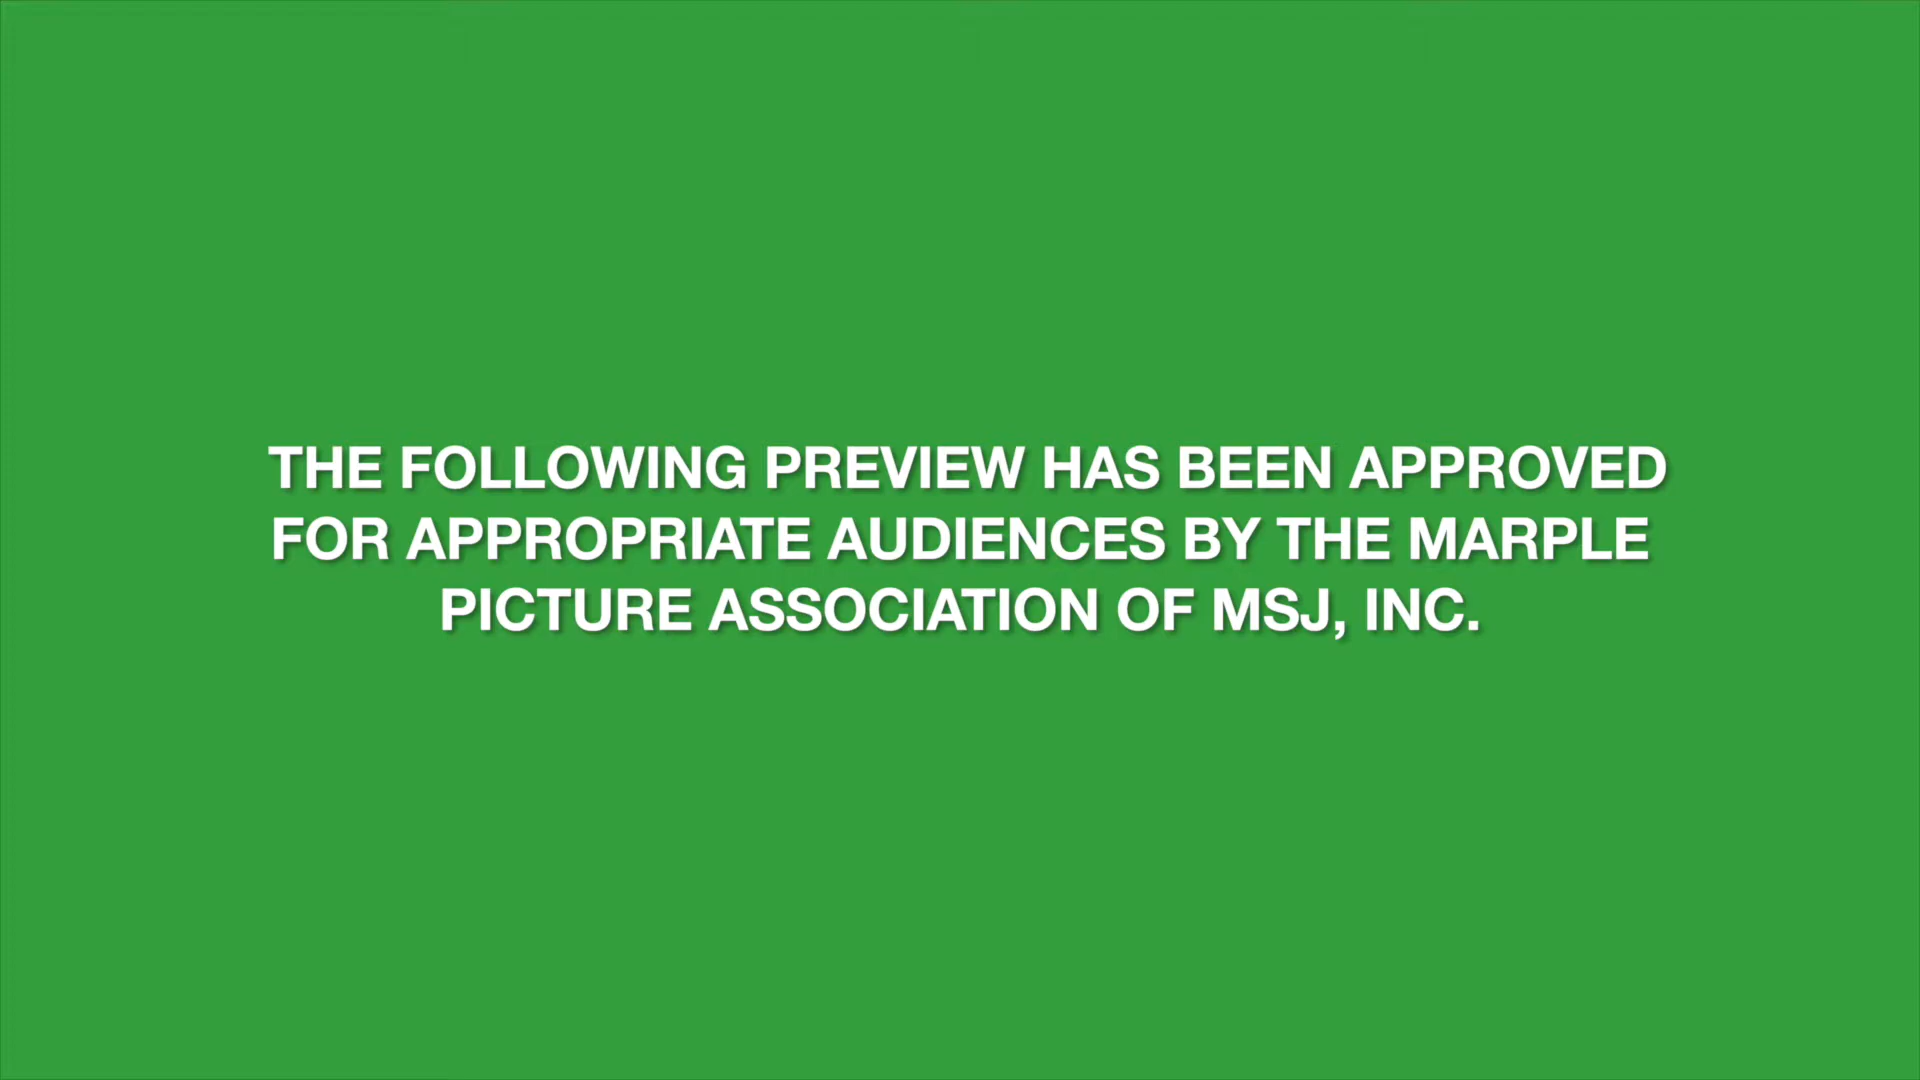 THE FOLLOWING PREVIEW HAS BEEN APPROVED
FOR APPROPRIATE AUDIENCES BY THE MARPLE
PICTURE ASSOCIATION OF MSJ, INC.